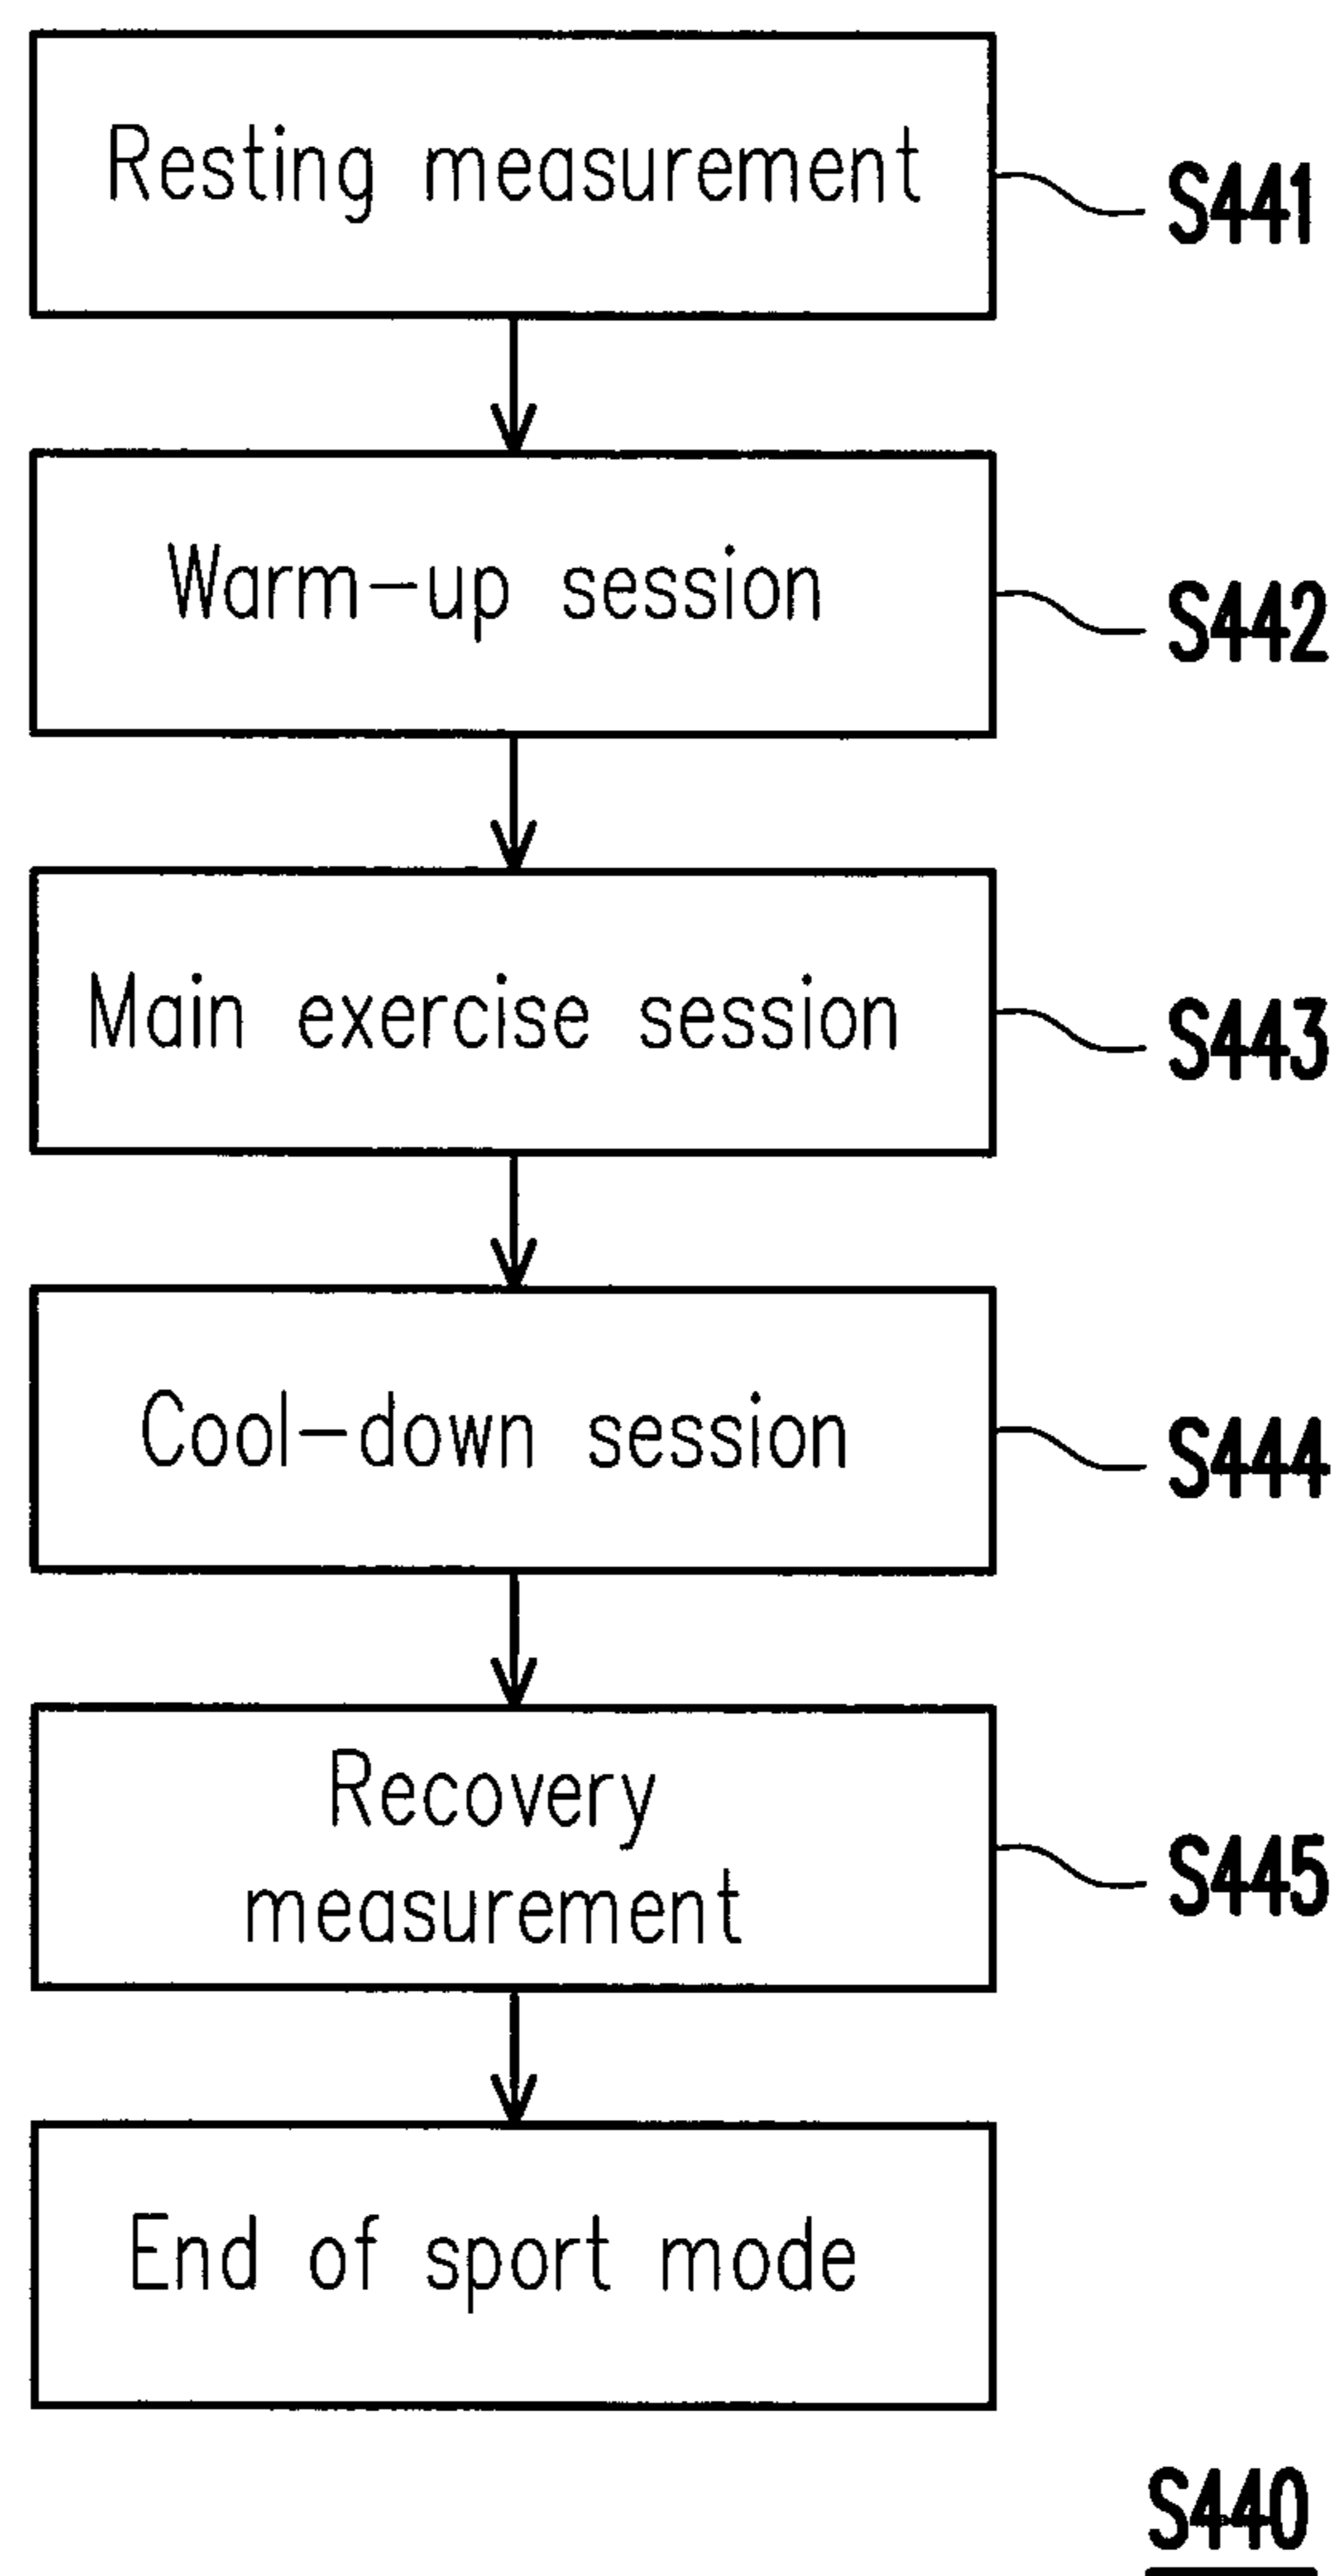 Resting measurement
S441
Warm-up session
S442
Main exercise session
S443
Cool-down session
S444
Recovery
measurement
S445
End of sport mode
S440